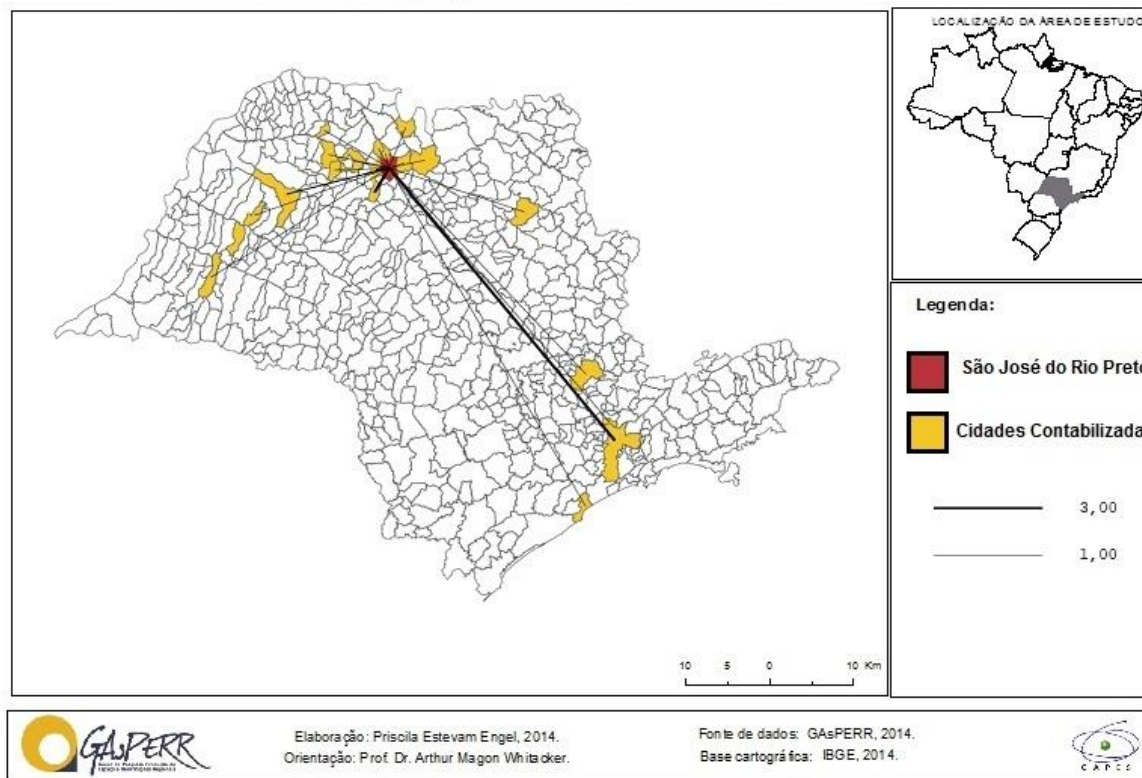 LOCALIZAÇÃO DA ÁREA DE ESTUDO
Legenda:
São José do Rio Preto
Cidades Contabilizada
3,00
1,00
10 5 0 10 Km
GAsPERR
Elaboração: Priscila Estevam Engel, 2014.
Orientação: Prof. Dr. Arthur Magon Whitacker.
Fonte de dados: GAsPERR, 2014.
Base cartográfica: IBGE, 2014.
CAPES